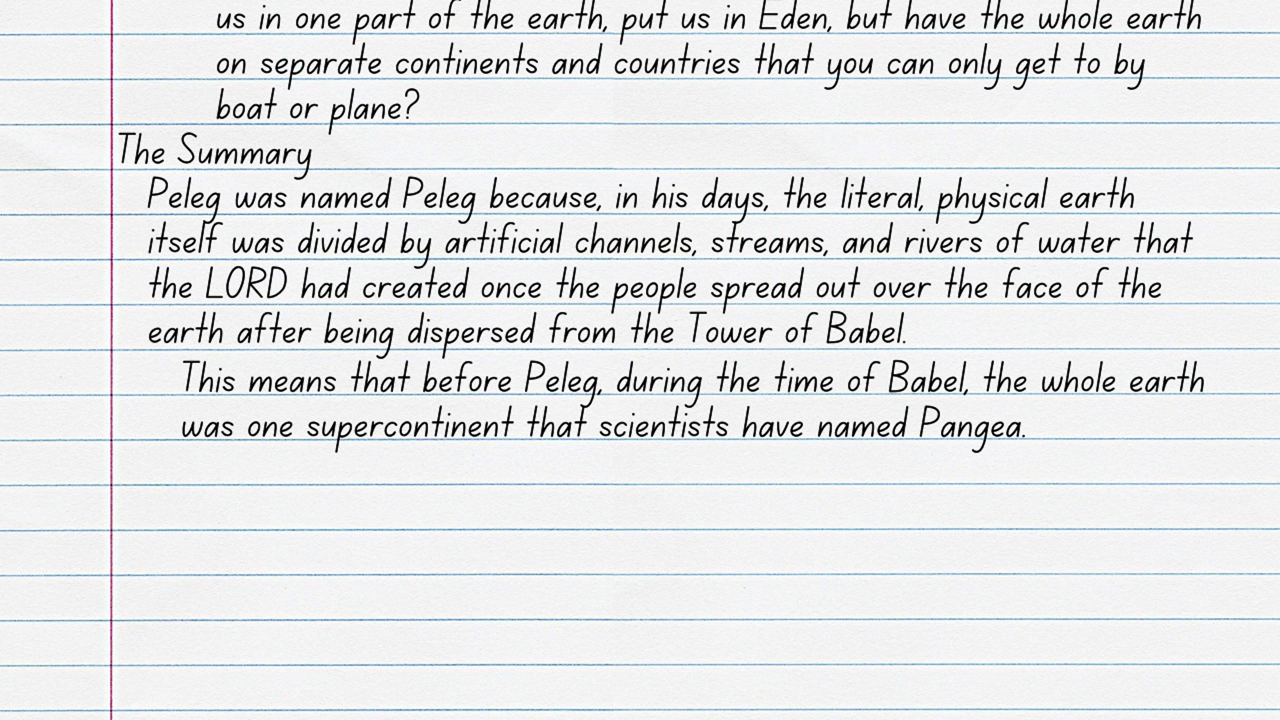 us in one part of the earth, put us in Eden, but have the whole earth
on separate continents and countries that you can only get to by
boat or plane?
The Summary
Peleg was named Peleg because, in his days, the literal, physical earth
itself was divided by artificial channels, streams, and rivers of water that
the LORD had created once the people spread out over the face of the
earth after being dispersed from the Tower of Babel.
This means that before Peleg, during the time of Babel, the whole earth
was one supercontinent that scientists have named Pangea.